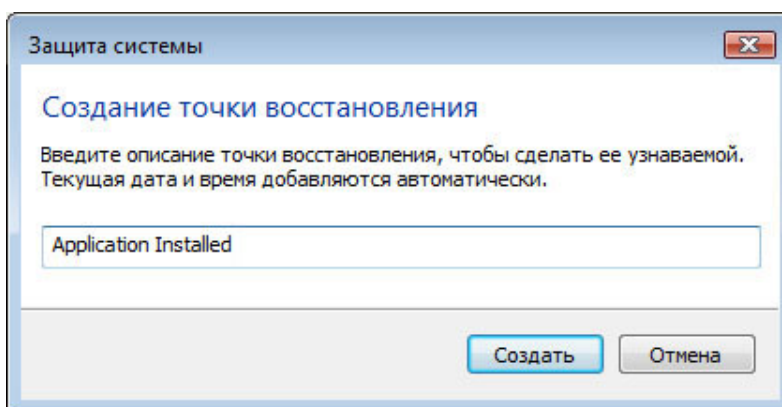 Защита системы
Создание точки восстановления
Введите описание точки восстановления, чтобы сделать ее узнаваемой.
Текущая дата и время добавляются автоматически.
Application Installed
Создать Отмена